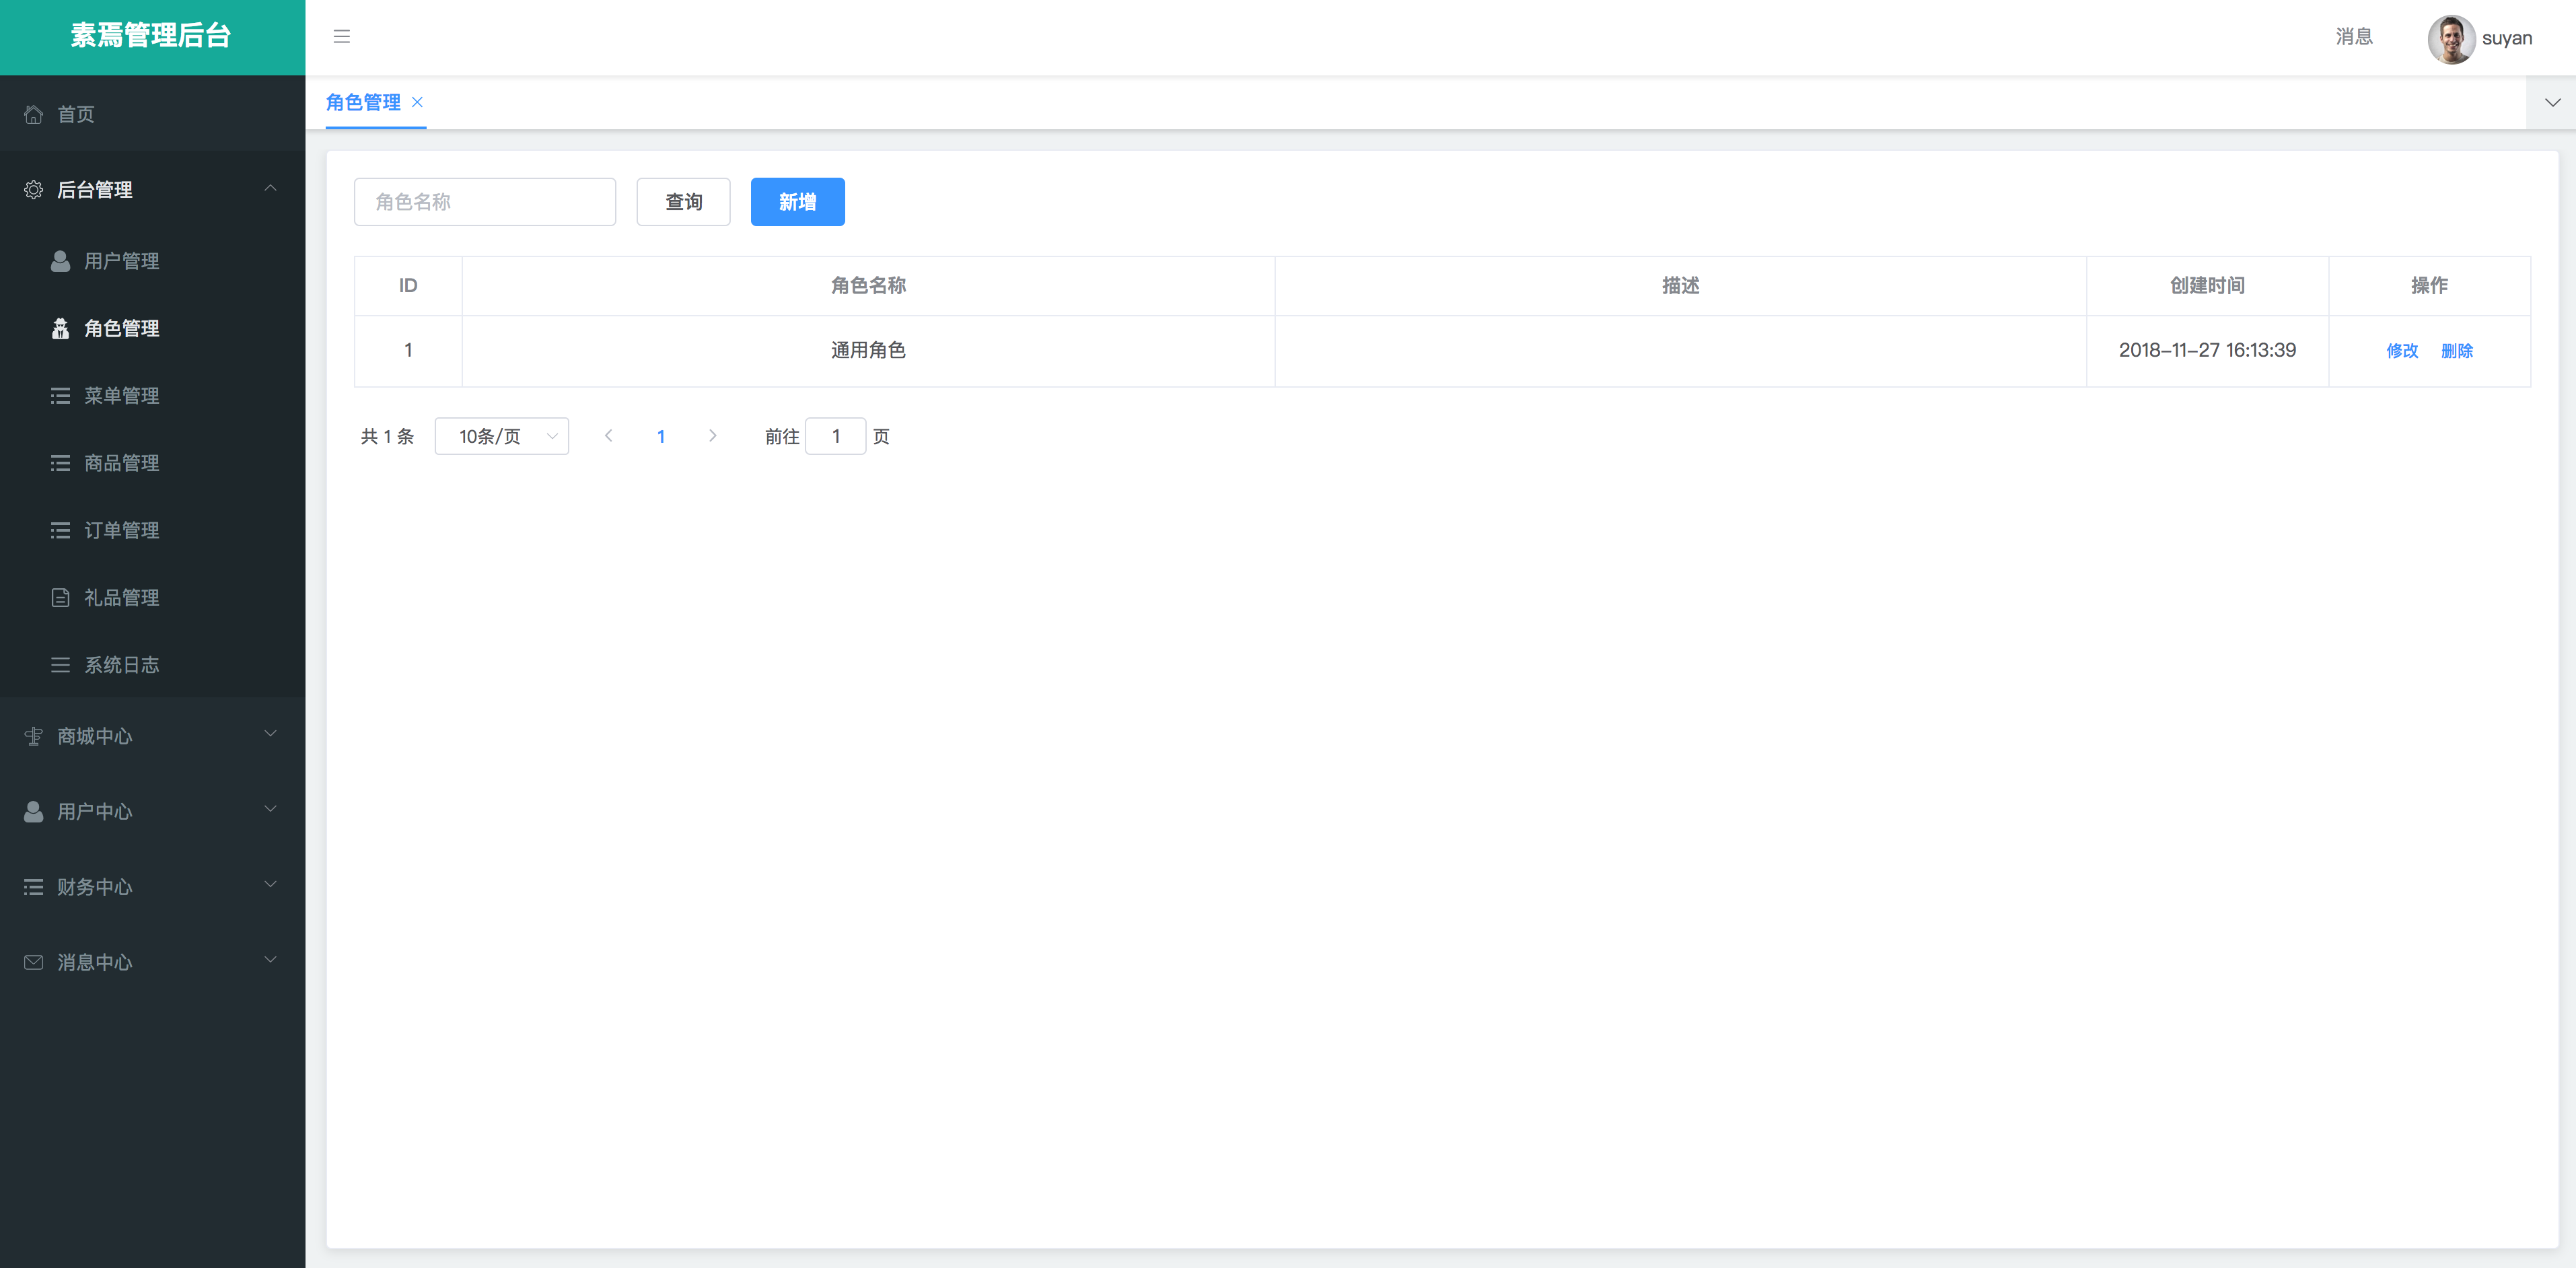 素焉管理后台
消息
suyan
首页
后台管理
用户管理
角色管理
菜单管理
商品管理
订单管理
礼品管理
系统日志
商城中心
用户中心
财务中心
消息中心
角色管理
角色名称 查询 新增
ID 角色名称 描述 创建时间 操作
1 通用角色 2018-11-27 16:13:39 修改 删除
共 1 条 10条/页 1 前往 1 页